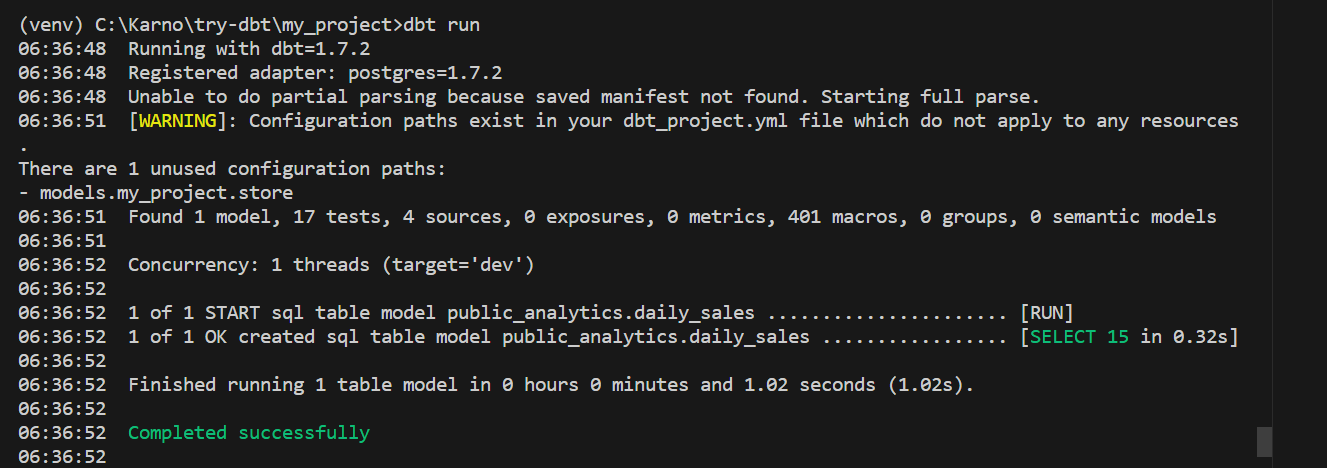 (venv) C:\Karno\try-dbt\my_project>dbt run
06:36:48  Running with dbt=1.7.2
06:36:48  Registered adapter: postgres=1.7.2
06:36:48  Unable to do partial parsing because saved manifest not found. Starting full parse.
06:36:51  [WARNING]: Configuration paths exist in your dbt_project.yml file which do not apply to any resources
.
There are 1 unused configuration paths:
- models.my_project.store
06:36:51  Found 1 model, 17 tests, 4 sources, 0 exposures, 0 metrics, 401 macros, 0 groups, 0 semantic models
06:36:51
06:36:52  Concurrency: 1 threads (target='dev')
06:36:52
06:36:52  1 of 1 START sql table model public_analytics.daily_sales ...................... [RUN]
06:36:52  1 of 1 OK created sql table model public_analytics.daily_sales ................. [SELECT 15 in 0.32s]
06:36:52
06:36:52  Finished running 1 table model in 0 hours 0 minutes and 1.02 seconds (1.02s).
06:36:52
06:36:52  Completed successfully
06:36:52